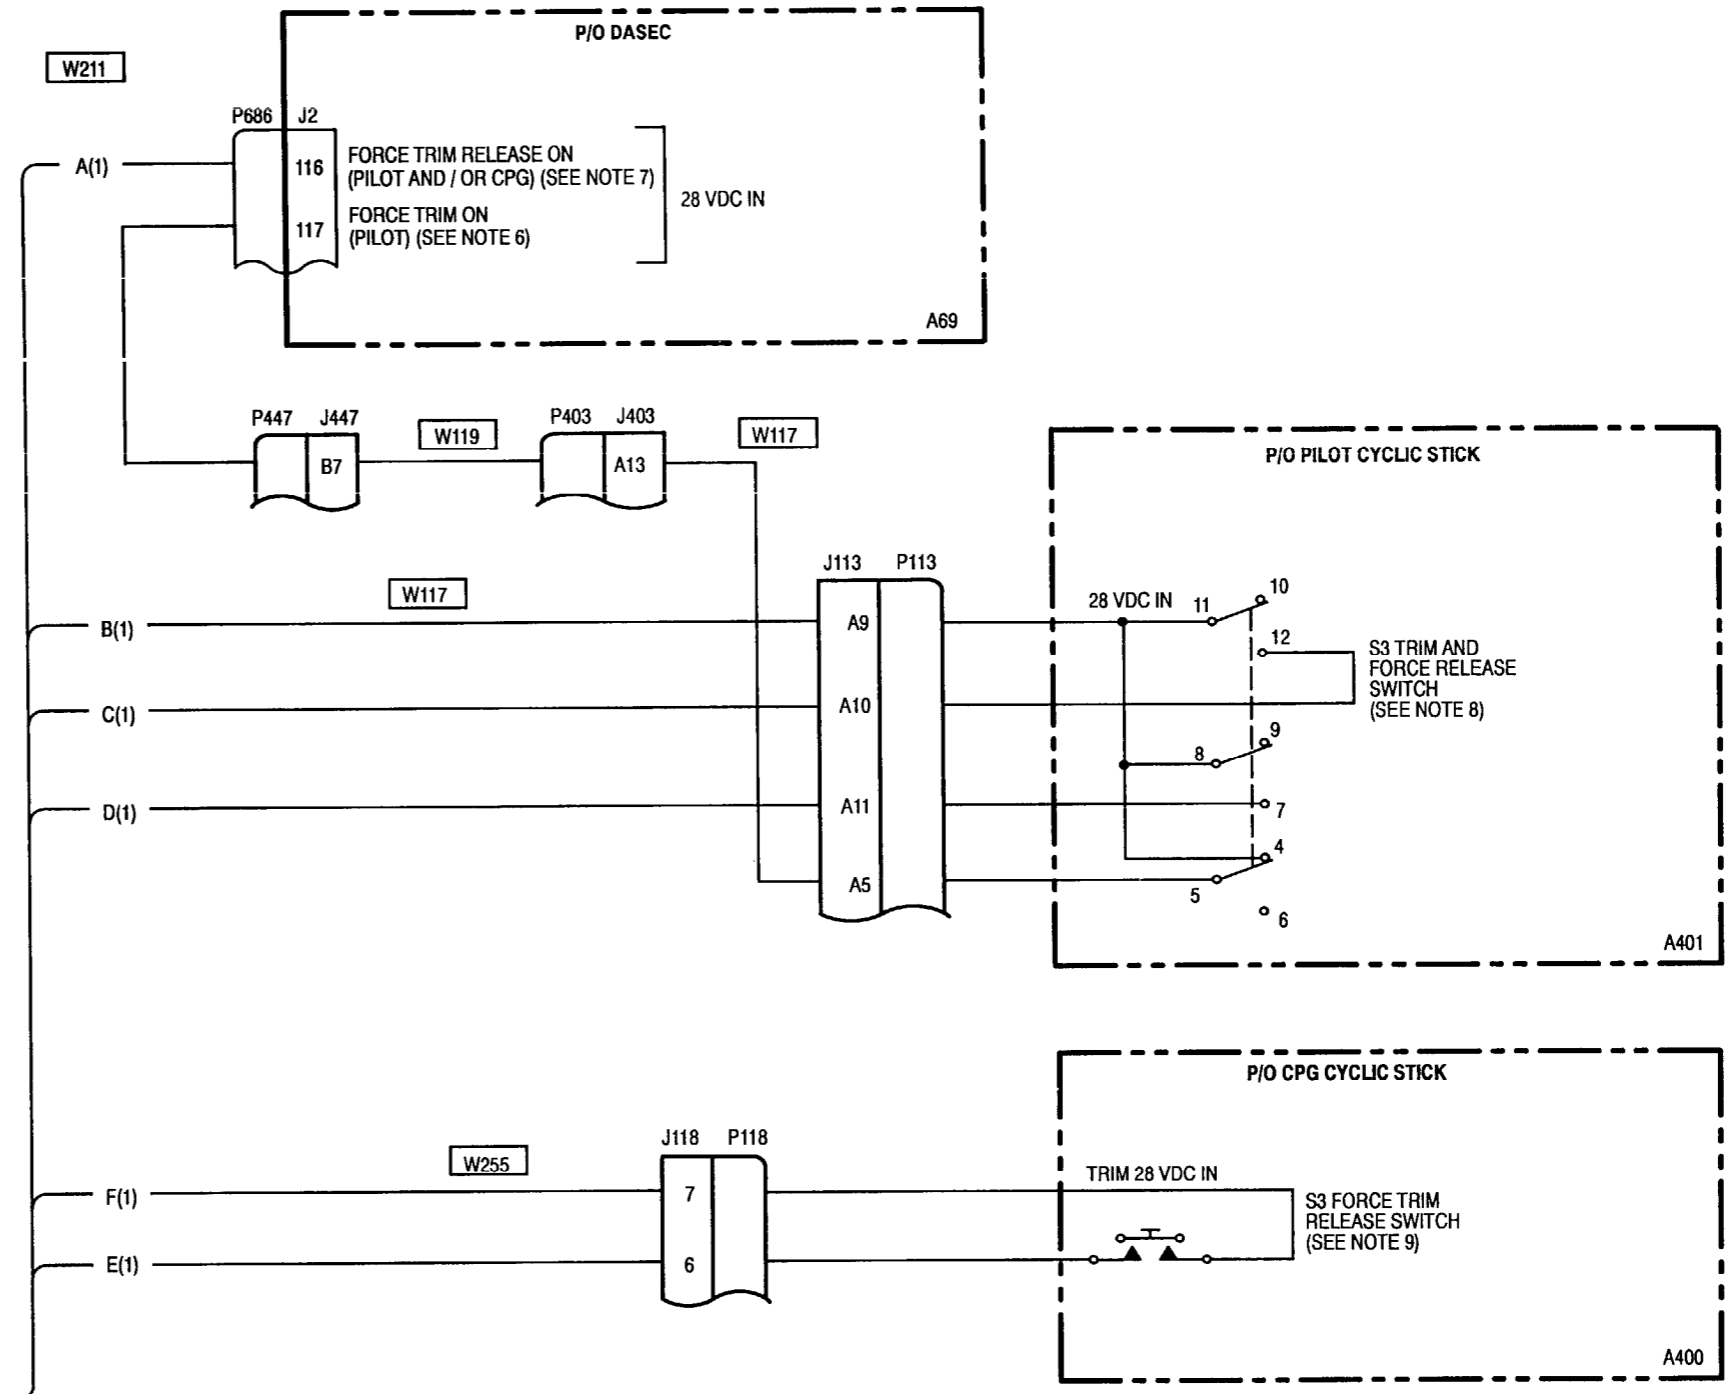 P/O DASEC
W211
P686 J2
A(1)
116
FORCE TRIM RELEASE ON
(PILOT AND / OR CPG) (SEE NOTE 7)
28 VDC IN
117
FORCE TRIM ON
(PILOT) (SEE NOTE 6)
A69
P447 J447
W119
P403 J403
W117
B7
A13
P/O PILOT CYCLIC STICK
J113 P113
W117
B(1)
A9
28 VDC IN
11
10
12
S3 TRIM AND
FORCE RELEASE
SWITCH
(SEE NOTE 8)
C(1)
A10
9
8
D(1)
A11
7
4
A5
5
6
A401
P/O CPG CYCLIC STICK
J118 P118
W255
TRIM 28 VDC IN
F(1)
7
S3 FORCE TRIM
RELEASE SWITCH
(SEE NOTE 9)
E(1)
6
A400